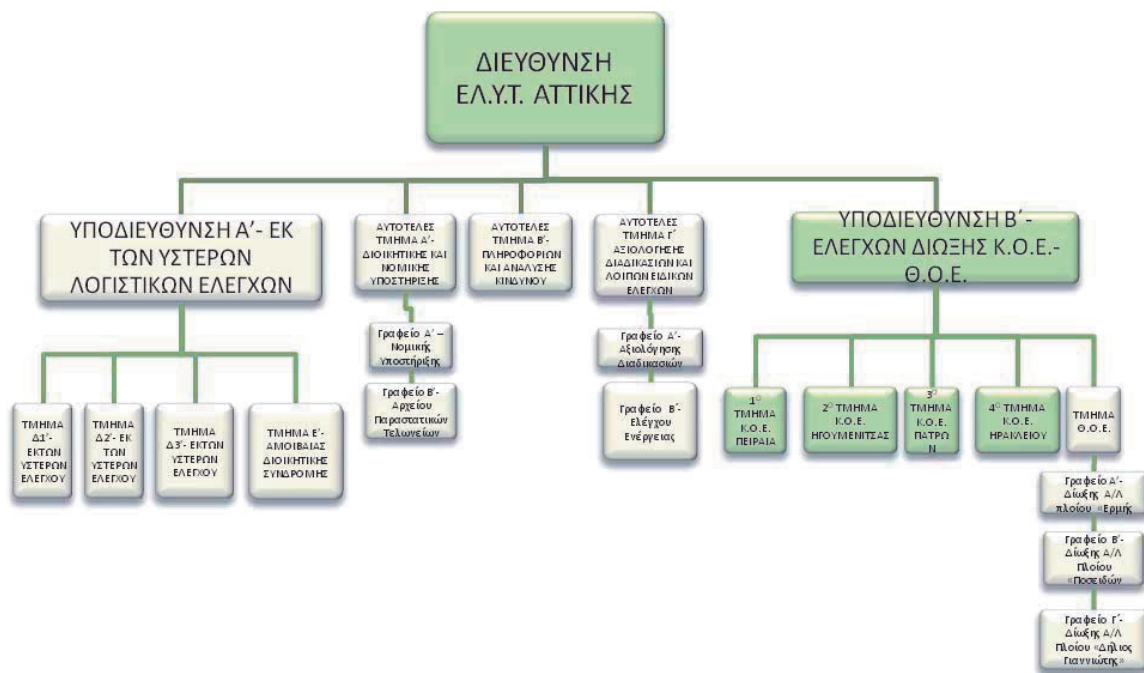 ΔΙΕΥΘΥΝΣΗ
ΕΛ.Υ.Τ. ΑΤΤΙΚΗΣ
ΥΠΟΔΙΕΥΘΥΝΣΗ Α΄- ΕΚ
ΤΩΝ ΥΣΤΕΡΩΝ
ΛΟΓΙΣΤΙΚΩΝ ΕΛΕΓΧΩΝ
ΑΥΤΟΤΕΛΕΣ
ΤΜΗΜΑ Α΄-
ΔΙΟΙΚΗΤΙΚΗΣ ΚΑΙ
ΝΟΜΙΚΗΣ
ΥΠΟΣΤΗΡΙΞΗΣ
ΑΥΤΟΤΕΛΕΣ
ΤΜΗΜΑ Β΄-
ΠΛΗΡΟΦΟΡΙΩΝ
ΚΑΙ ΑΝΑΛΥΣΗΣ
ΚΙΝΔΥΝΟΥ
ΑΥΤΟΤΕΛΕΣ
ΤΜΗΜΑ Γ΄
ΑΞΙΟΛΟΓΗΣΗΣ
ΔΙΑΔΙΚΑΣΙΩΝ ΚΑΙ
ΛΟΙΠΩΝ ΕΙΔΙΚΩΝ
ΕΛΕΓΧΩΝ
ΥΠΟΔΙΕΥΘΥΝΣΗ Β΄-
ΕΛΕΓΧΩΝ ΔΙΩΞΗΣ Κ.Ο.Ε.-
Θ.Ο.Ε.
Γραφείο Α΄ –
Νομικής
Υποστήριξης
Γραφείο Β΄-
Αρχείου
Παραστατικών
Τελωνείων
Γραφείο Α΄-
Αξιολόγησης
Διαδικασιών
Γραφείο Β΄-
Ελέγχου
Ενέργειας
ΤΜΗΜΑ
Δ1΄-
ΕΚΤΩΝ
ΥΣΤΕΡΩΝ
ΕΛΕΓΧΟΥ
ΤΜΗΜΑ
Δ2΄- ΕΚ
ΤΩΝ
ΥΣΤΕΡΩΝ
ΕΛΕΓΧΟΥ
ΤΜΗΜΑ
Δ3΄- ΕΚΤΩΝ
ΥΣΤΕΡΩΝ
ΕΛΕΓΧΟΥ
ΤΜΗΜΑ Ε΄-
ΑΜΟΙΒΑΙΑΣ
ΔΙΟΙΚΗΤΙΚΗΣ
ΣΥΝΔΡΟΜΗΣ
1Ο
ΤΜΗΜΑ
Κ.Ο.Ε.
ΠΕΙΡΑΙΑ
2Ο ΤΜΗΜΑ
Κ.Ο.Ε.
ΗΓΟΥΜΕΝΙΤΣΑΣ
3Ο
ΤΜΗΜΑ
Κ.Ο.Ε.
ΠΑΤΡΩ
Ν
4Ο ΤΜΗΜΑ
Κ.Ο.Ε.
ΗΡΑΚΛΕΙΟΥ
ΤΜΗΜΑ
Θ.Ο.Ε.
Γραφείο Α΄-
Δίωξης Α/Λ
πλοίου «Ερμής
Γραφείο Β΄-
Δίωξης Α/Λ
Πλοίου
«Ποσειδών
Γραφείο Γ΄-
Δίωξης Α/Λ
Πλοίου «Δήλιος
Γιαννιώτης»